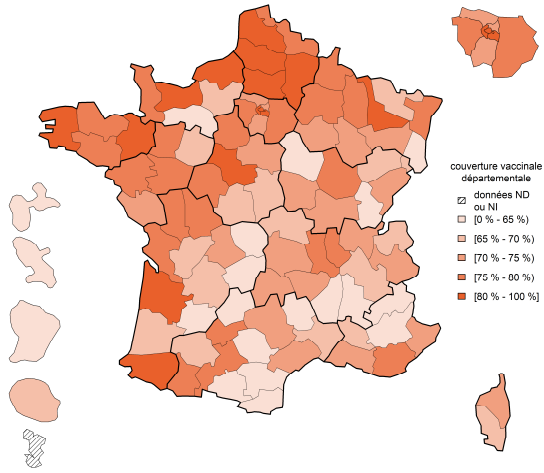 couverture vaccinale
départementale
données ND
ou NI
[0 % - 65 %)
[65 % - 70 %)
[70 % - 75 %)
[75 % - 80 %)
[80 % - 100 %]